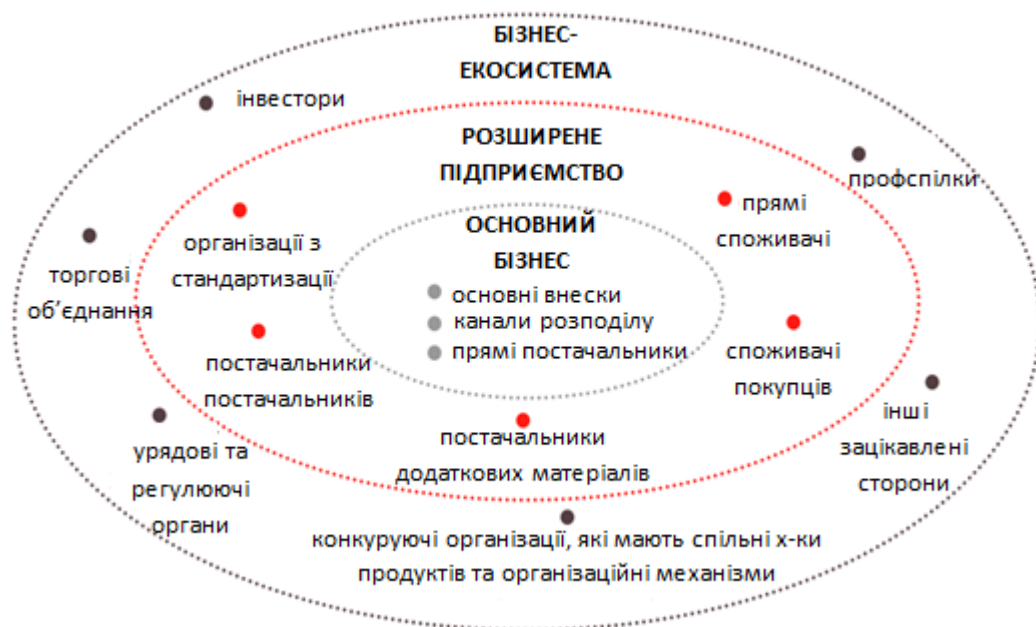 БІЗНЕС-
ЕКОСИСТЕМА
інвестори
РОЗШИРЕНЕ
ПІДПРИЄМСТВО
профспілки
прямі
споживачі
організації з
стандартизації
ОСНОВНИЙ
БІЗНЕС
торгові
об’єднання
основні внески
канали розподілу
прямі постачальники
постачальники
постачальників
споживачі
покупців
інші
зацікавлені
сторони
постачальники
додаткових матеріалів
урядові та
регулюючі
органи
конкуруючі організації, які мають спільні х-ки
продуктів та організаційні механізми